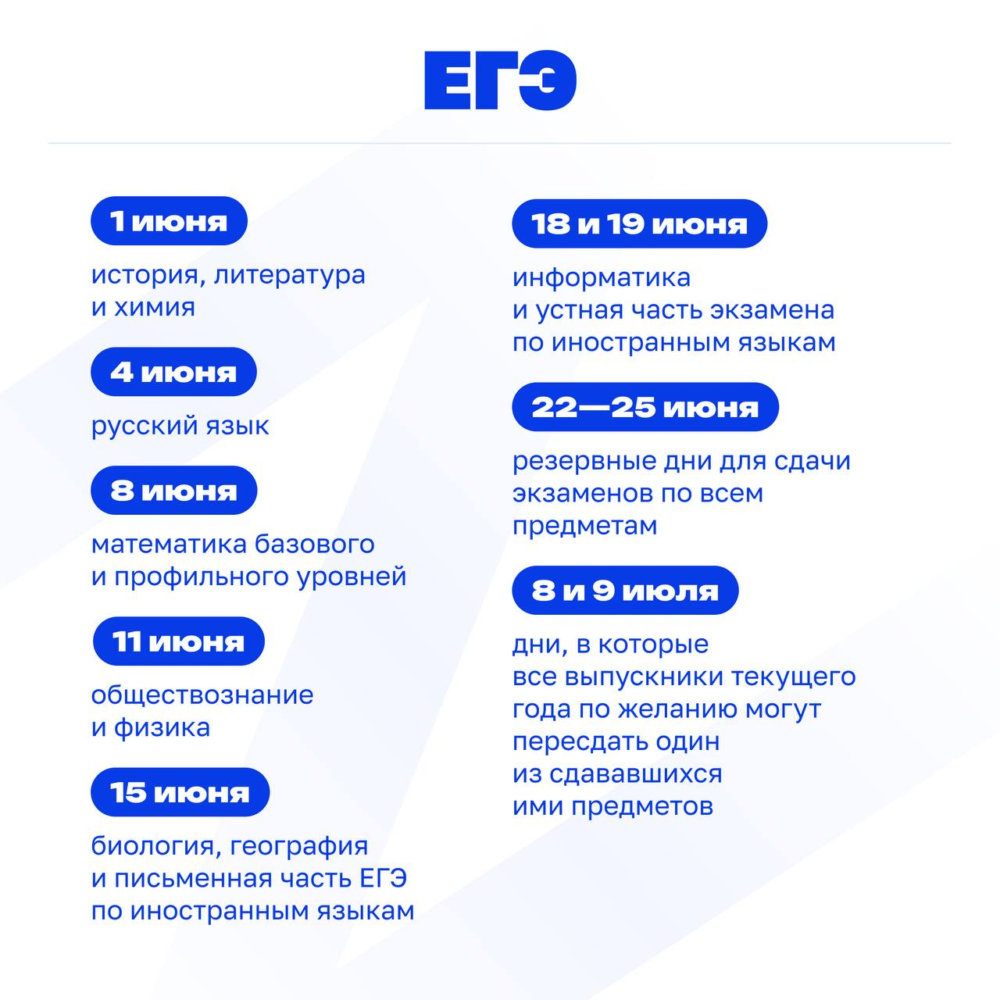 ЕГЭ
1 июня
история, литература
и химия
4 июня
русский язык
8 июня
математика базового
и профильного уровней
11 июня
обществознание
и физика
15 июня
биология, география
и письменная часть ЕГЭ
по иностранным языкам
18 и 19 июня
информатика
и устная часть экзамена
по иностранным языкам
22—25 июня
резервные дни для сдачи
экзаменов по всем
предметам
8 и 9 июля
дни, в которые
все выпускники текущего
года по желанию могут
пересдать один
из сдававшихся
ими предметов